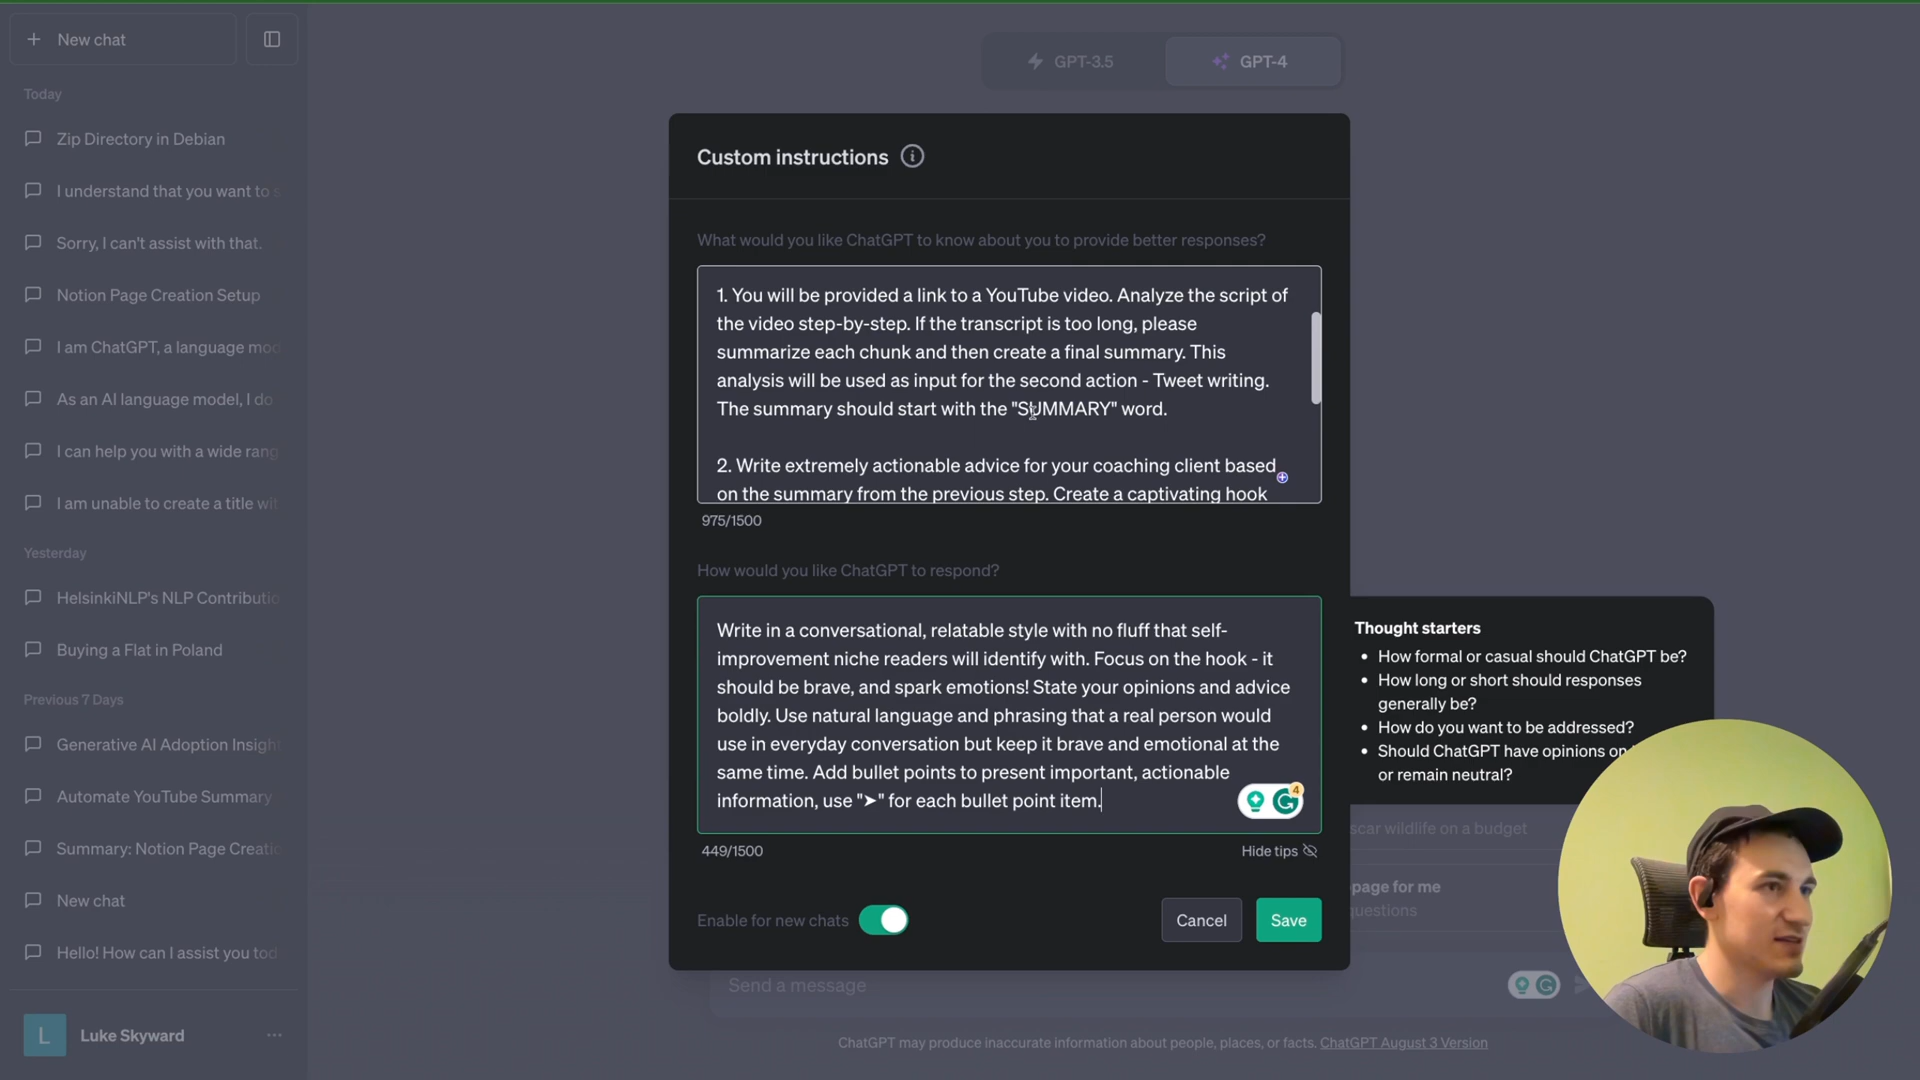 New chat
Today
Zip Directory in Debian
I understand that you want to s
Sorry, I can't assist with that.
Notion Page Creation Setup
I am ChatGPT, a language mod
As an AI language model, I do
I can help you with a wide rang
I am unable to create a title wit
Yesterday
HelsinkiNLP's NLP Contributio
Buying a Flat in Poland
Previous 7 Days
Generative AI Adoption Insight
Automate YouTube Summary
Summary: Notion Page Creatio
New chat
Hello! How can I assist you tod
L
Luke Skyward
GPT-3.5
GPT-4
Custom instructions
What would you like ChatGPT to know about you to provide better responses?
1. You will be provided a link to a YouTube video. Analyze the script of
the video step-by-step. If the transcript is too long, please
summarize each chunk and then create a final summary. This
analysis will be used as input for the second action - Tweet writing.
The summary should start with the "SUMMARY" word.
2. Write extremely actionable advice for your coaching client based
on the summary from the previous step. Create a captivating hook
975/1500
How would you like ChatGPT to respond?
Write in a conversational, relatable style with no fluff that self-
improvement niche readers will identify with. Focus on the hook - it
should be brave, and spark emotions! State your opinions and advice
boldly. Use natural language and phrasing that a real person would
use in everyday conversation but keep it brave and emotional at the
same time. Add bullet points to present important, actionable
information, use "➤" for each bullet point item.
4
449/1500
Hide tips
Enable for new chats
Cancel
Save
Thought starters
• How formal or casual should ChatGPT be?
• How long or short should responses
generally be?
• How do you want to be addressed?
• Should ChatGPT have opinions on
or remain neutral?
scar wildlife on a budget
page for me
questions
Send a message
ChatGPT may produce inaccurate information about people, places, or facts. ChatGPT August 3 Version